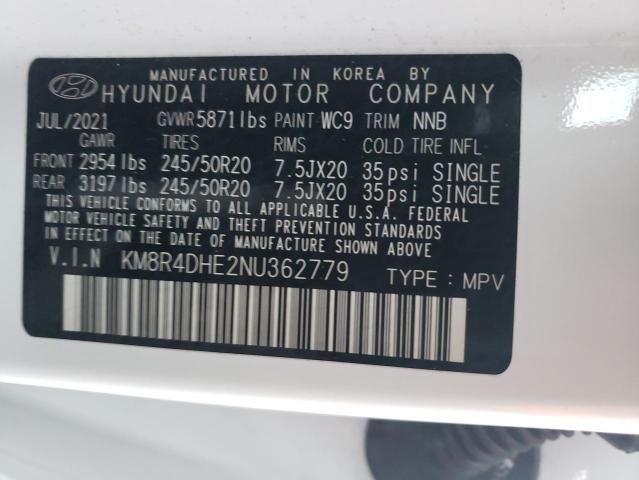 MANUFACTURED IN KOREA BY
HYUNDAI MOTOR COMPANY
JUL/2021 GVWR 5871lbs PAINT WC9 TRIM NNB
GAWR TIRES RIMS COLD TIRE INFL
FRONT 2954 lbs 245/50R20 7.5JX20 35psi SINGLE
REAR 3197 lbs 245/50R20 7.5JX20 35psi SINGLE
THIS VEHICLE CONFORMS TO ALL APPLICABLE U.S.A. FEDERAL
MOTOR VEHICLE SAFETY AND THEFT PREVENTION STANDARDS
IN EFFECT ON THE DATE OF MANUFACTURE SHOWN ABOVE.
V.I.N KM8R4DHE2NU362779 TYPE : MPV